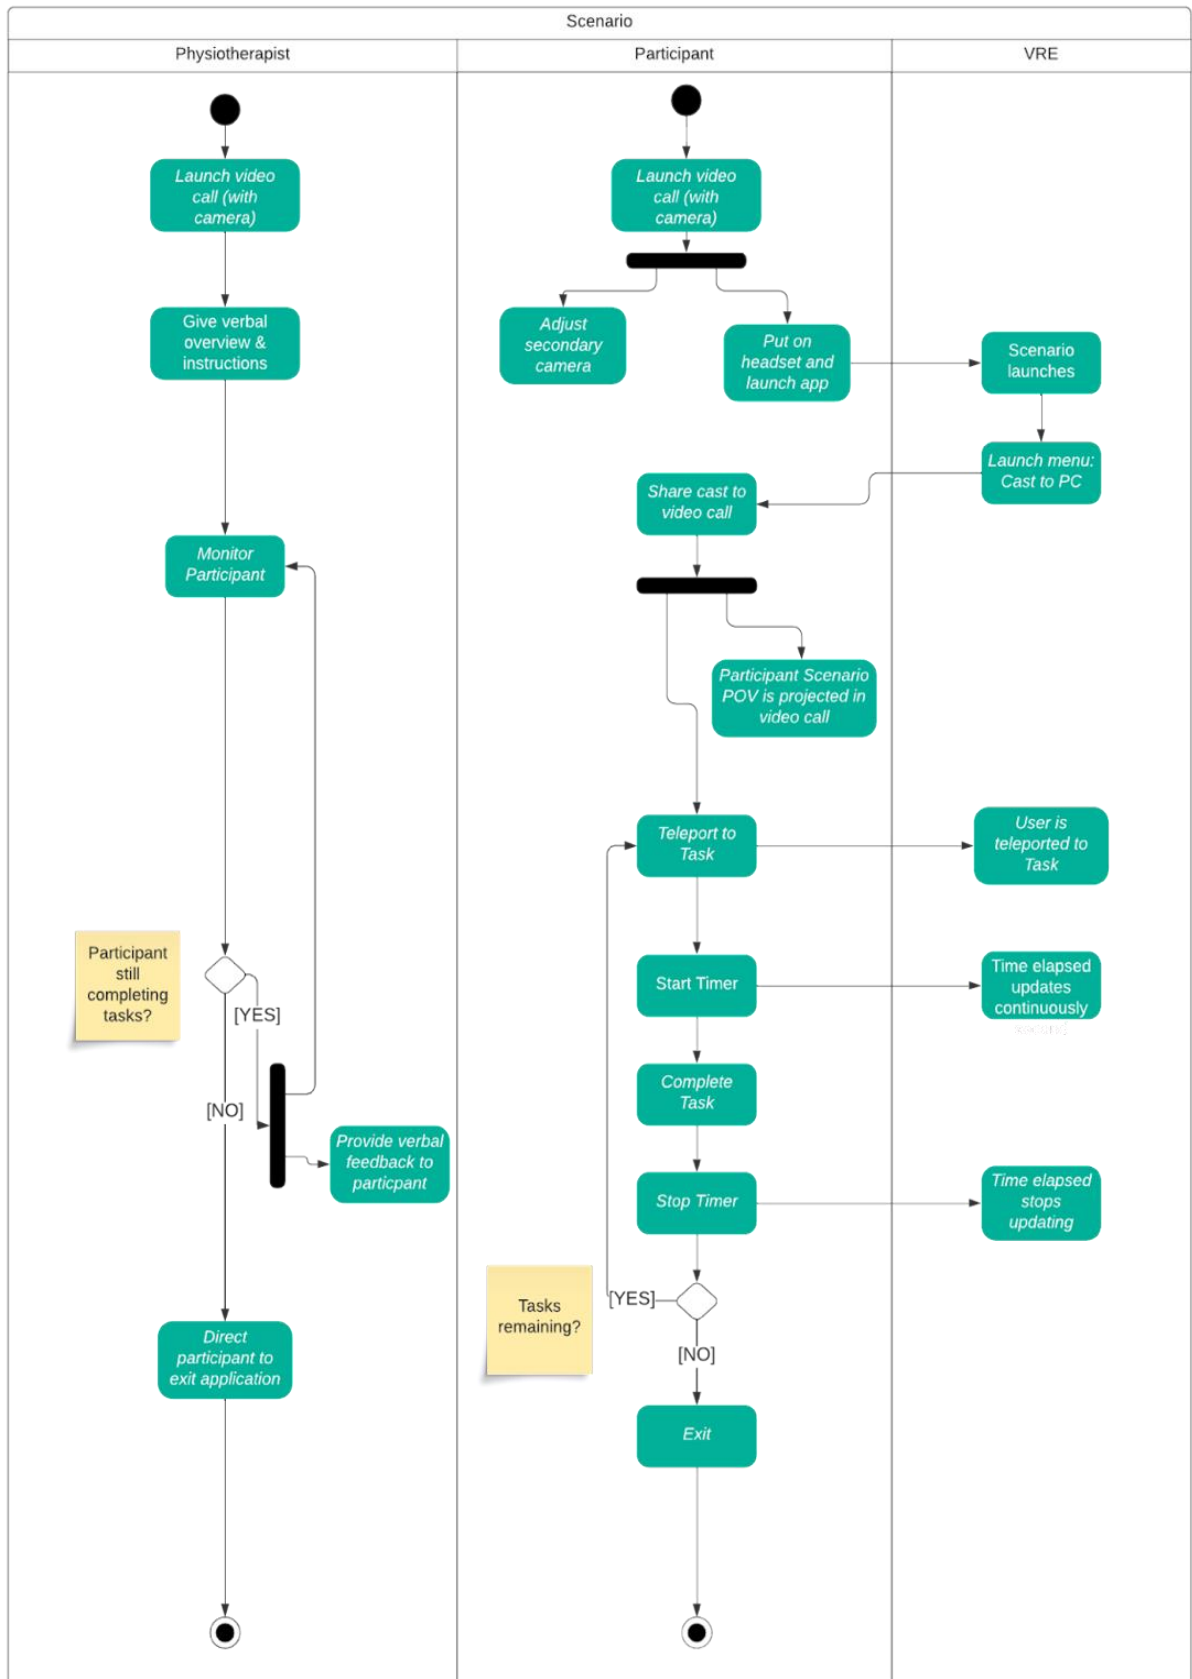 Scenario
Physiotherapist
Participant
VRE
Launch video
call (with
camera)
Give verbal
overview &
instructions
Monitor
Participant
Participant
still
completing
tasks?
[YES]
[NO]
Provide verbal
feedback to
particpant
Direct
participant to
exit application
Launch video
call (with
camera)
Adjust
secondary
camera
Put on
headset and
launch app
Scenario
launches
Launch menu:
Cast to PC
Share cast to
video call
Participant Scenario
POV is projected in
video call
Teleport to
Task
User is
teleported to
Task
Start Timer
Time elapsed
updates
continuously
Complete
Task
Stop Timer
Time elapsed
stops
updating
Tasks
remaining?
[YES]
[NO]
Exit